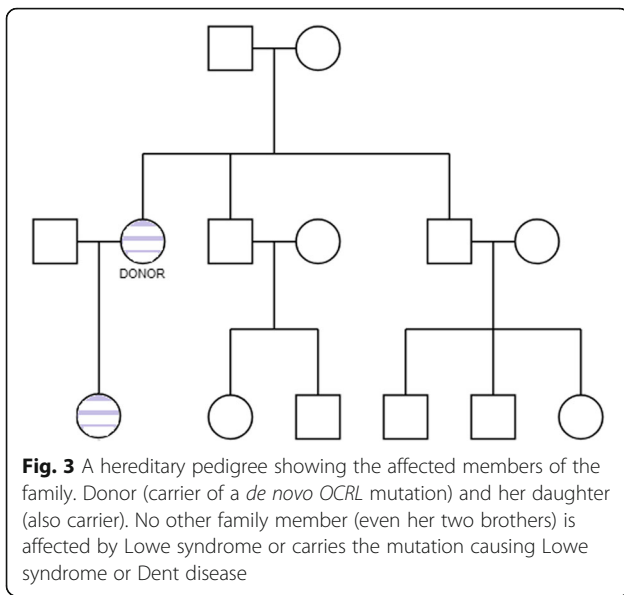 DONOR
Fig. 3 A hereditary pedigree showing the affected members of the
family. Donor (carrier of a de novo OCRL mutation) and her daughter
(also carrier). No other family member (even her two brothers) is
affected by Lowe syndrome or carries the mutation causing Lowe
syndrome or Dent disease